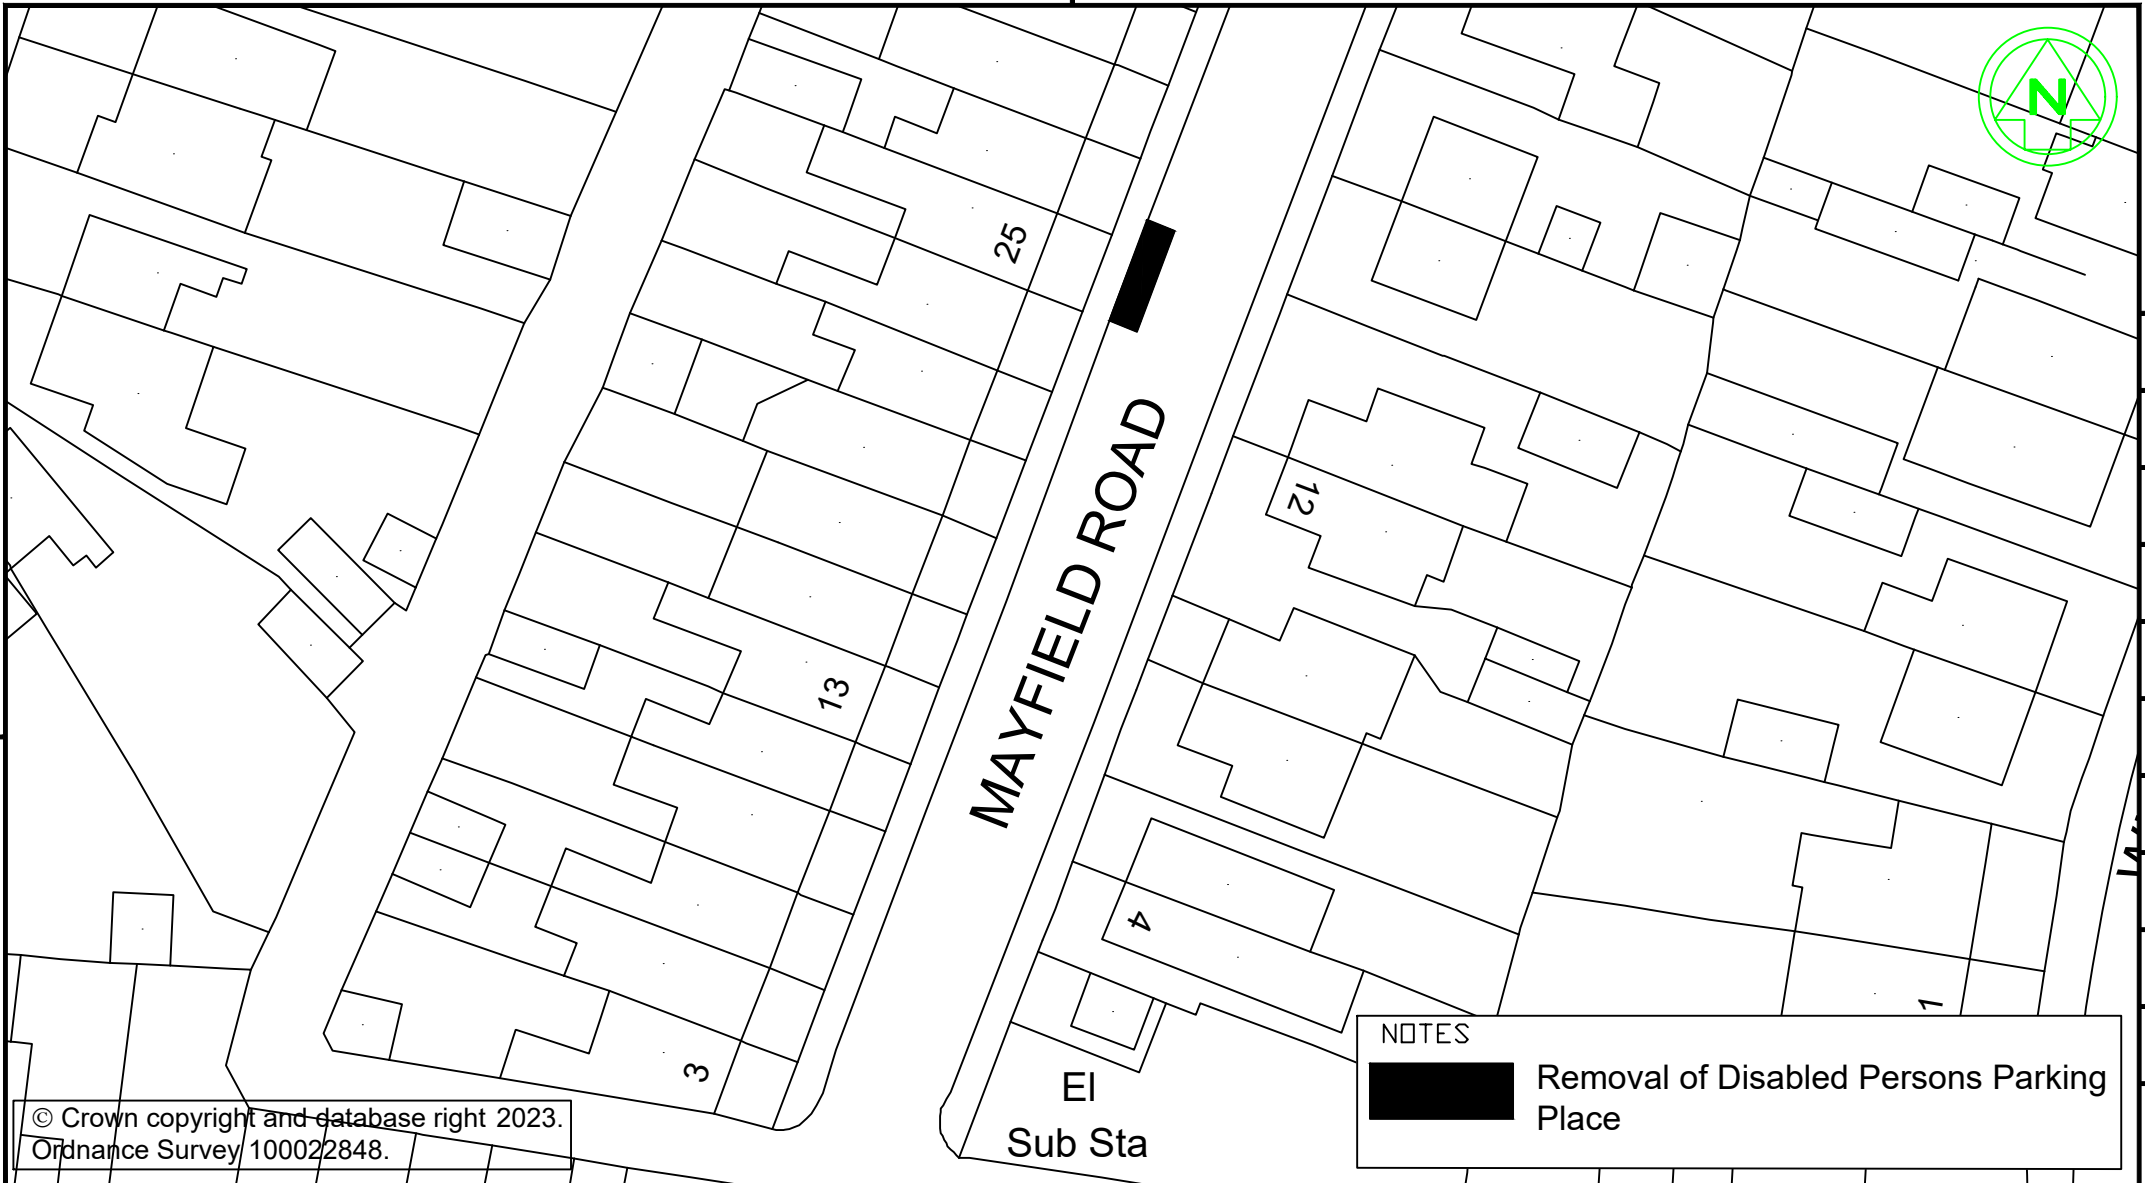 N
25
MAYFIELD ROAD
12
13
4
3
1
El
Sub Sta
NOTES
Removal of Disabled Persons Parking
Place
© Crown copyright and database right 2023.
Ordnance Survey 100022848.